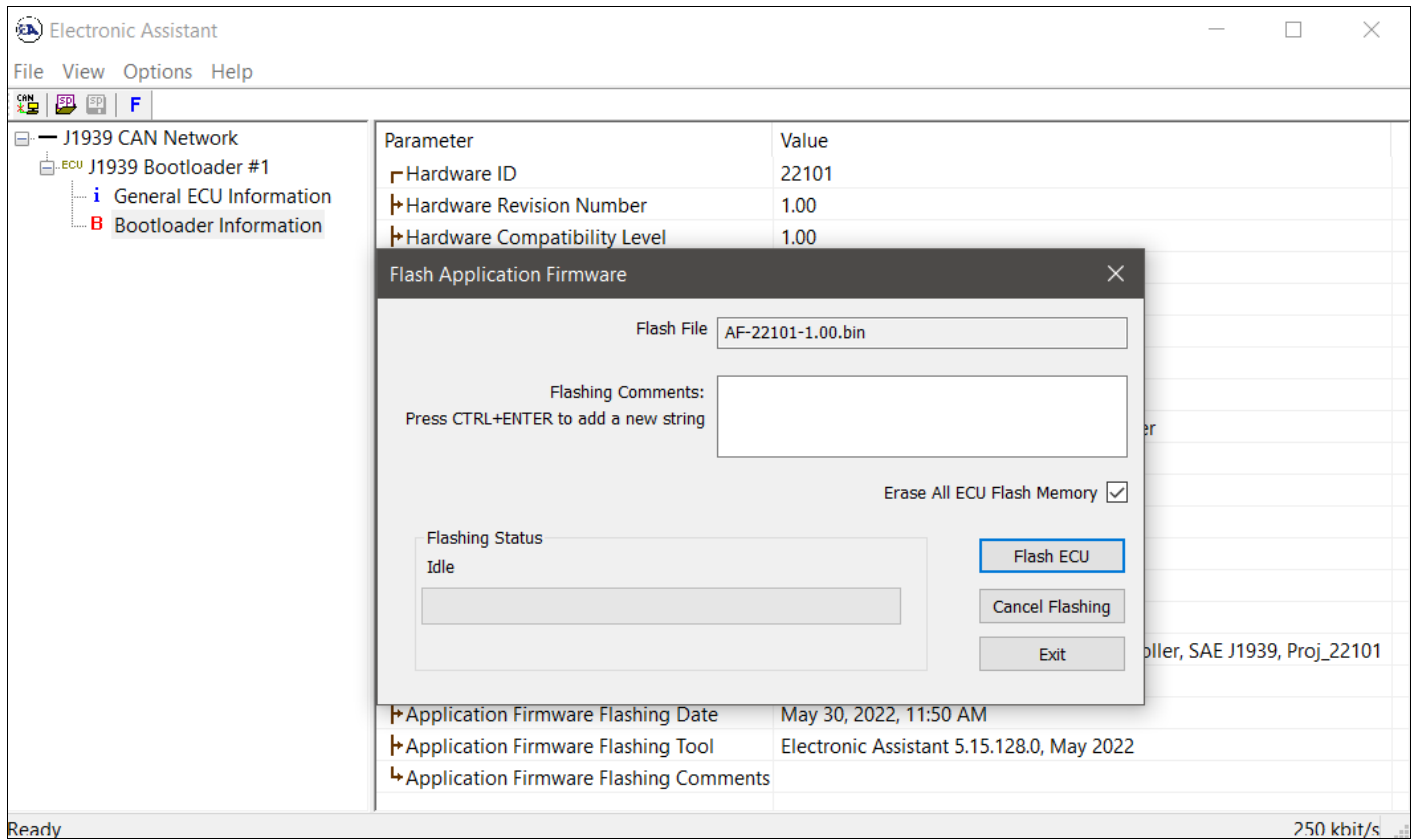 Electronic Assistant
File View Options Help
CAN SP SP F
J1939 CAN Network
ECU J1939 Bootloader #1
i General ECU Information
B Bootloader Information
Parameter Value
Hardware ID 22101
Hardware Revision Number 1.00
Hardware Compatibility Level 1.00
Flash Application Firmware
Flash File AF-22101-1.00.bin
Flashing Comments:
Press CTRL+ENTER to add a new string
er
Erase All ECU Flash Memory
Flashing Status
Idle
Flash ECU
Cancel Flashing
Exit
oller, SAE J1939, Proj_22101
Application Firmware Flashing Date May 30, 2022, 11:50 AM
Application Firmware Flashing Tool Electronic Assistant 5.15.128.0, May 2022
Application Firmware Flashing Comments
Ready 250 kbit/s